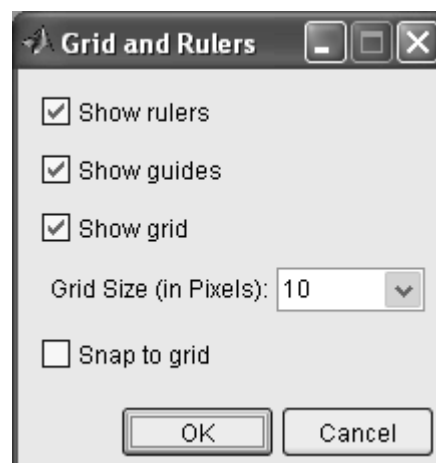 Grid and Rulers
Show rulers
Show guides
Show grid
Grid Size (in Pixels): 10
Snap to grid
OK Cancel